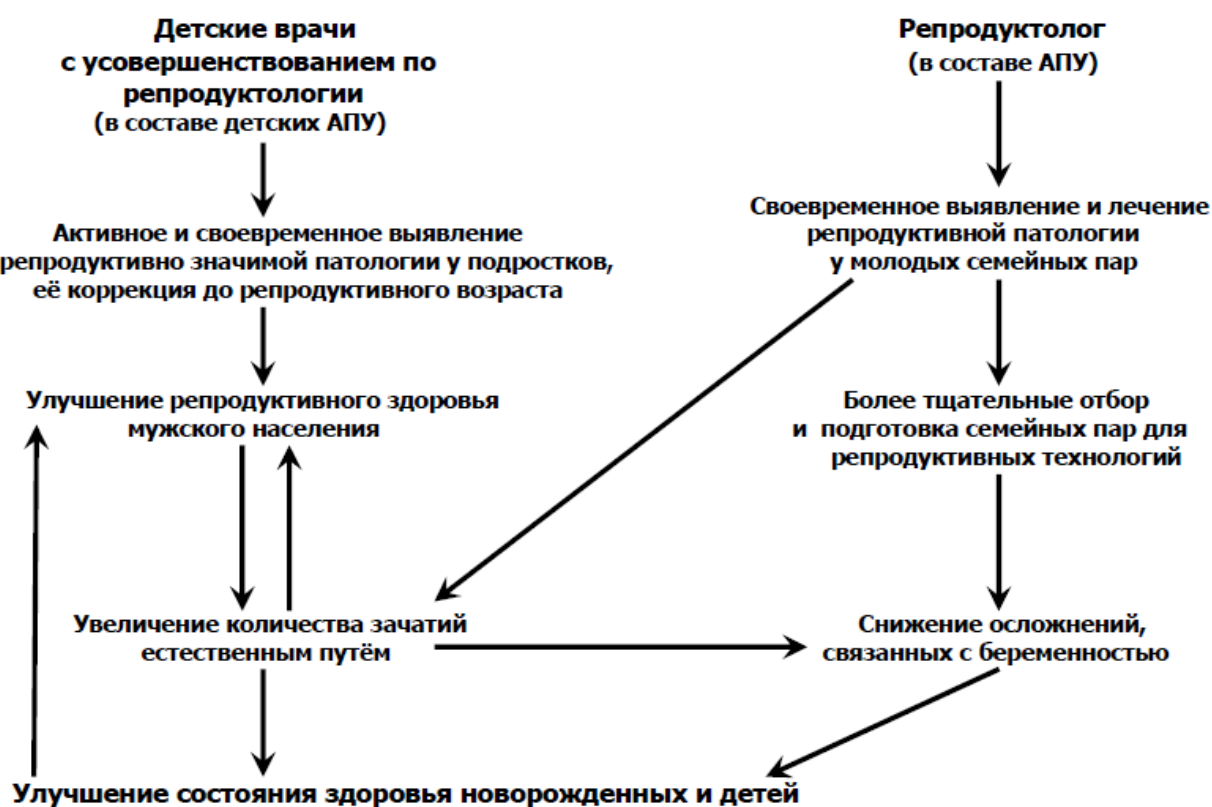 Детские врачи
с усовершенствованием по
репродуктологии
(в составе детских АПУ)
Репродуктолог
(в составе АПУ)
Активное и своевременное выявление
репродуктивно значимой патологии у подростков,
её коррекция до репродуктивного возраста
Своевременное выявление и лечение
репродуктивной патологии
у молодых семейных пар
Улучшение репродуктивного здоровья
мужского населения
Более тщательные отбор
и подготовка семейных пар для
репродуктивных технологий
Увеличение количества зачатий
естественным путём
Снижение осложнений,
связанных с беременностью
Улучшение состояния здоровья новорожденных и детей